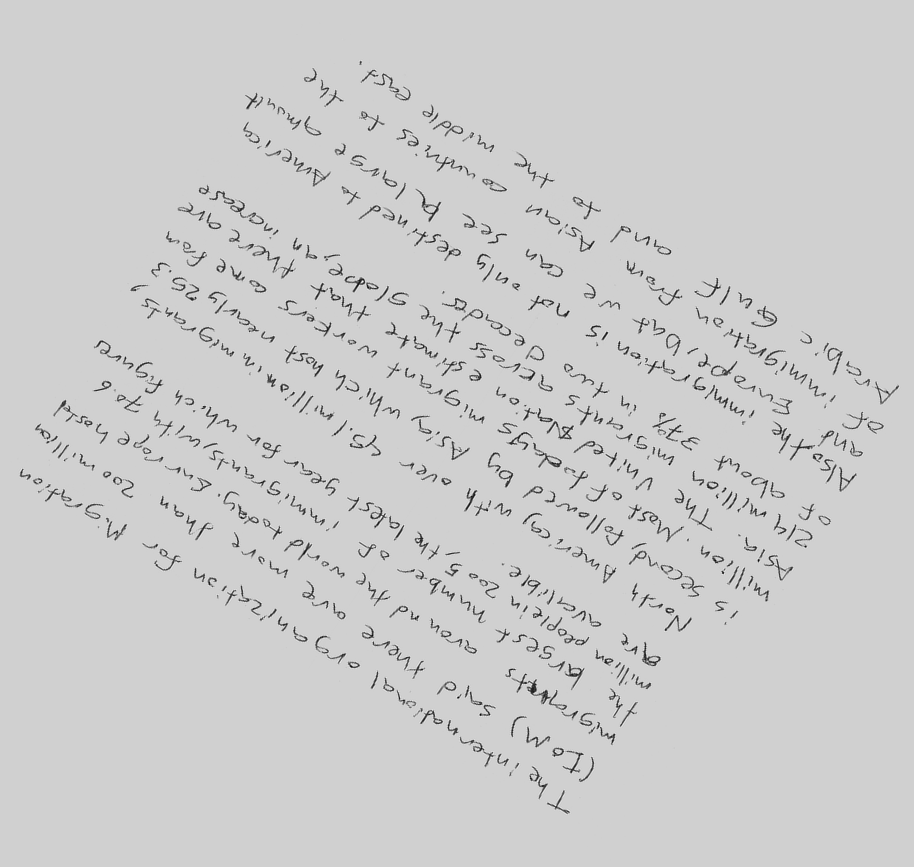 The international organization for Migration
(IOM) said there are more than 200 million
migrants around the world today. Europe hosted
the largest number of immigrants, with 70.6
million people in 2005, the latest year for which figures
are avalible.
North America, with over 45.1 million immigrants,
is second, followed by Asia, which host nearly 25.3
million. Most of todays migrant workers come from
Asia. The United Nation estimate that there are
214 million migrants across the globe, an increase
of about 37% in two decades.
Also the immigration is not only destined to America
and Europe, but we can see a large amount
of immigration from Asian countries to the
Arabic Gulf and to the middle East.